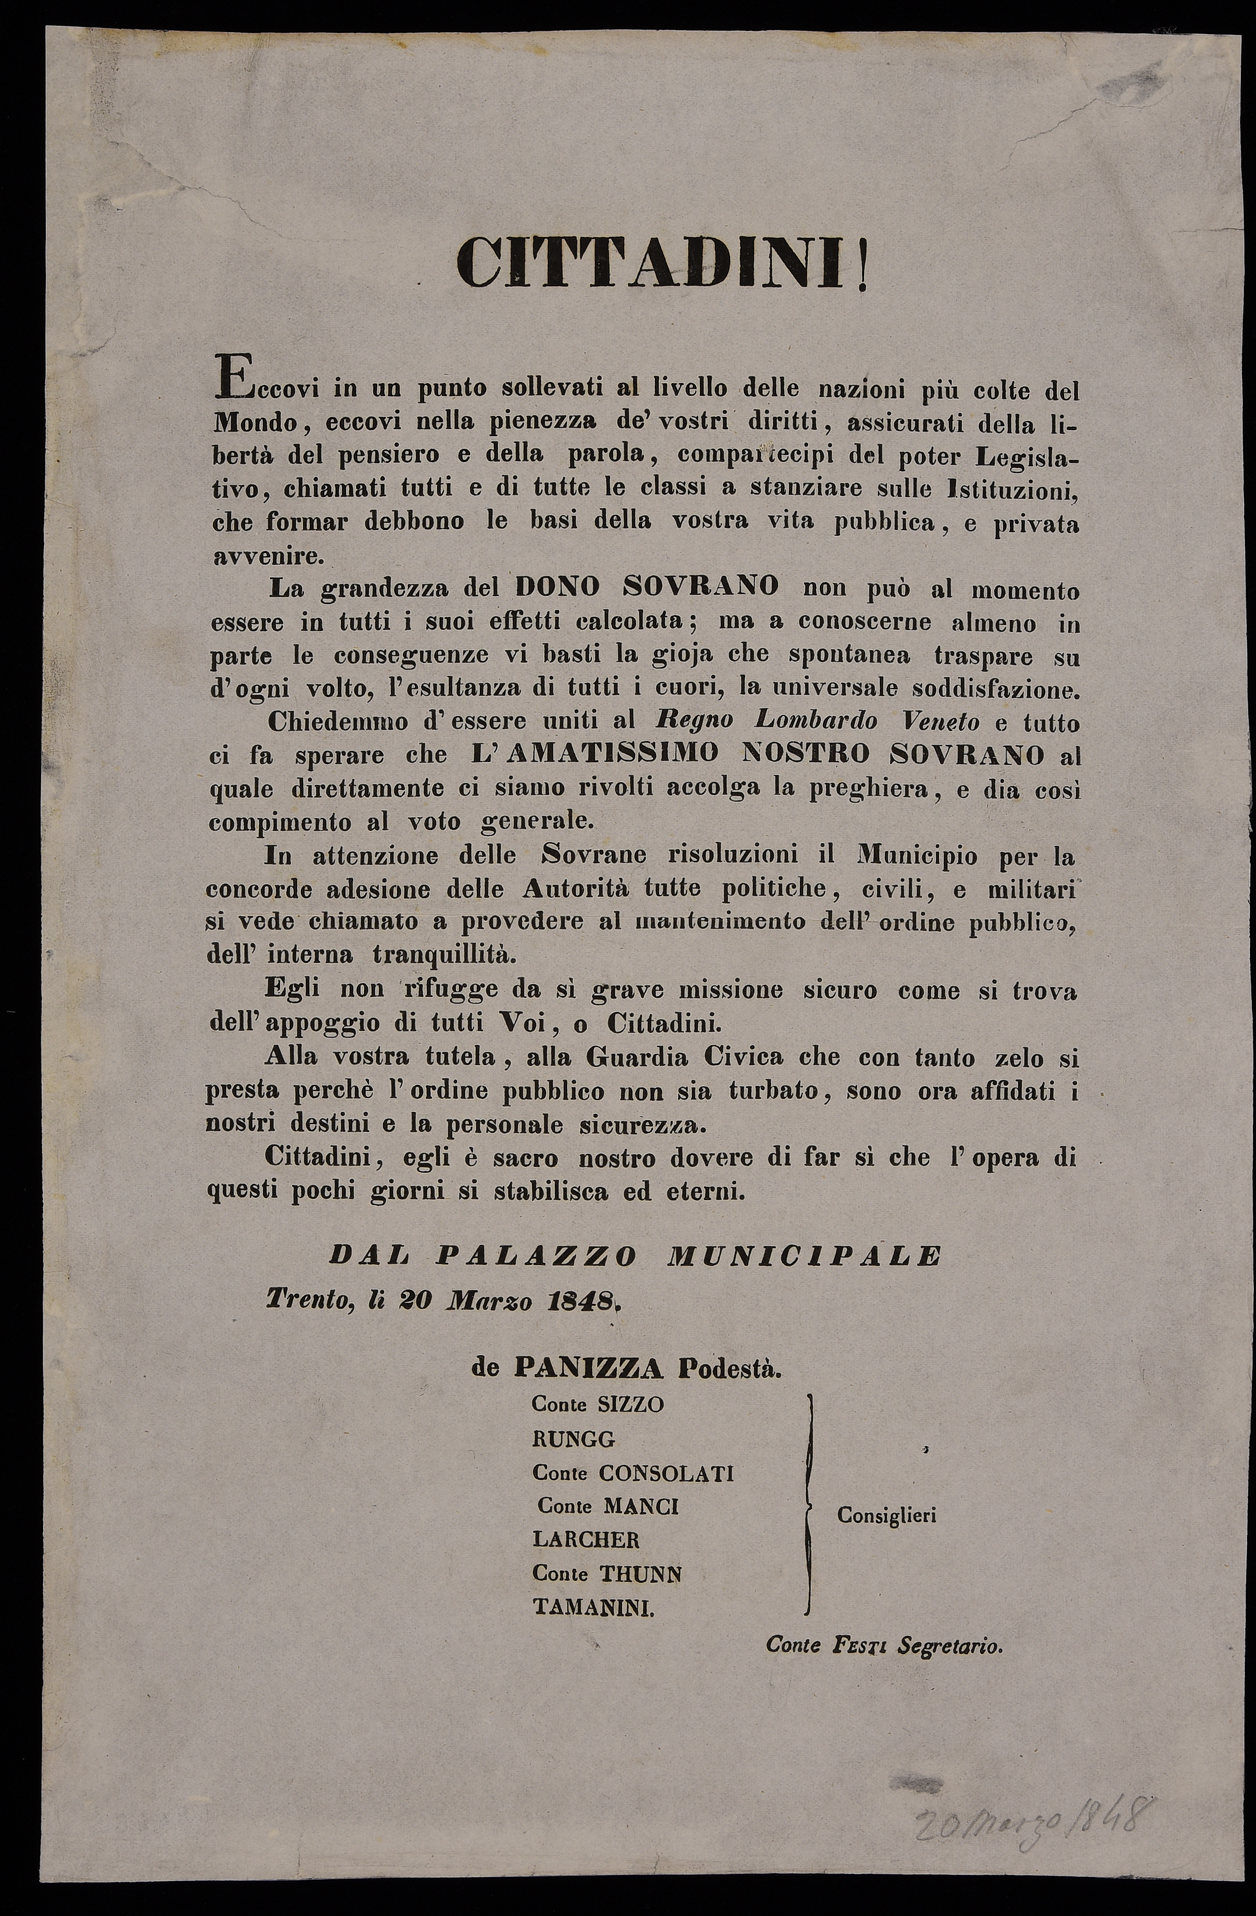 CITTADINI!
Eccovi in un punto sollevati al livello delle nazioni più colte del
Mondo, eccovi nella pienezza de' vostri diritti, assicurati della li-
bertà del pensiero e della parola, compartecipi del poter Legisla-
tivo, chiamati tutti e di tutte le classi a stanziare sulle Istituzioni,
che formar debbono le basi della vostra vita pubblica, e privata
avvenire.
La grandezza del DONO SOVRANO non può al momento
essere in tutti i suoi effetti calcolata; ma a conoscerne almeno in
parte le conseguenze vi basti la gioja che spontanea traspare su
d'ogni volto, l'esultanza di tutti i cuori, la universale soddisfazione.
Chiedemmo d'essere uniti al Regno Lombardo Veneto e tutto
ci fa sperare che L'AMATISSIMO NOSTRO SOVRANO al
quale direttamente ci siamo rivolti accolga la preghiera, e dia così
compimento al voto generale.
In attenzione delle Sovrane risoluzioni il Municipio per la
concorde adesione delle Autorità tutte politiche, civili, e militari
si vede chiamato a provedere al mantenimento dell'ordine pubblico,
dell' interna tranquillità.
Egli non rifugge da sì grave missione sicuro come si trova
dell'appoggio di tutti Voi, o Cittadini.
Alla vostra tutela, alla Guardia Civica che con tanto zelo si
presta perchè l'ordine pubblico non sia turbato, sono ora affidati i
nostri destini e la personale sicurezza.
Cittadini, egli è sacro nostro dovere di far sì che l'opera di
questi pochi giorni si stabilisca ed eterni.
DAL PALAZZO MUNICIPALE
Trento, li 20 Marzo 1848.
de PANIZZA Podestà.
Conte SIZZO
RUNGG
Conte CONSOLATI
Conte MANCI
LARCHER
Conte THUNN
TAMANINI.
Consiglieri
Conte FESTI Segretario.
20 Marzo 1848